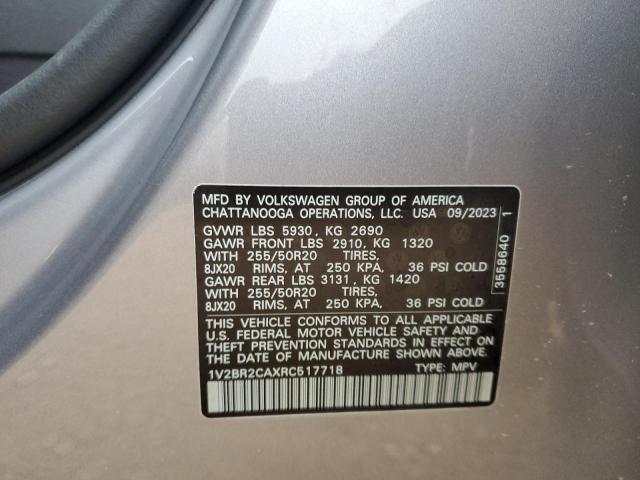 MFD BY VOLKSWAGEN GROUP OF AMERICA
CHATTANOOGA OPERATIONS, LLC. USA 09/2023
GVWR LBS 5930, KG 2690
GAWR FRONT LBS 2910, KG 1320
WITH 255/50R20 TIRES,
8JX20 RIMS, AT 250 KPA, 36 PSI COLD
GAWR REAR LBS 3131, KG 1420
WITH 255/50R20 TIRES,
8JX20 RIMS, AT 250 KPA, 36 PSI COLD
THIS VEHICLE CONFORMS TO ALL APPLICABLE
U.S. FEDERAL MOTOR VEHICLE SAFETY AND
THEFT PREVENTION STANDARDS IN EFFECT ON
THE DATE OF MANUFACTURE SHOWN ABOVE.
1V2BR2CAXRC517718 TYPE: MPV
3558640 1